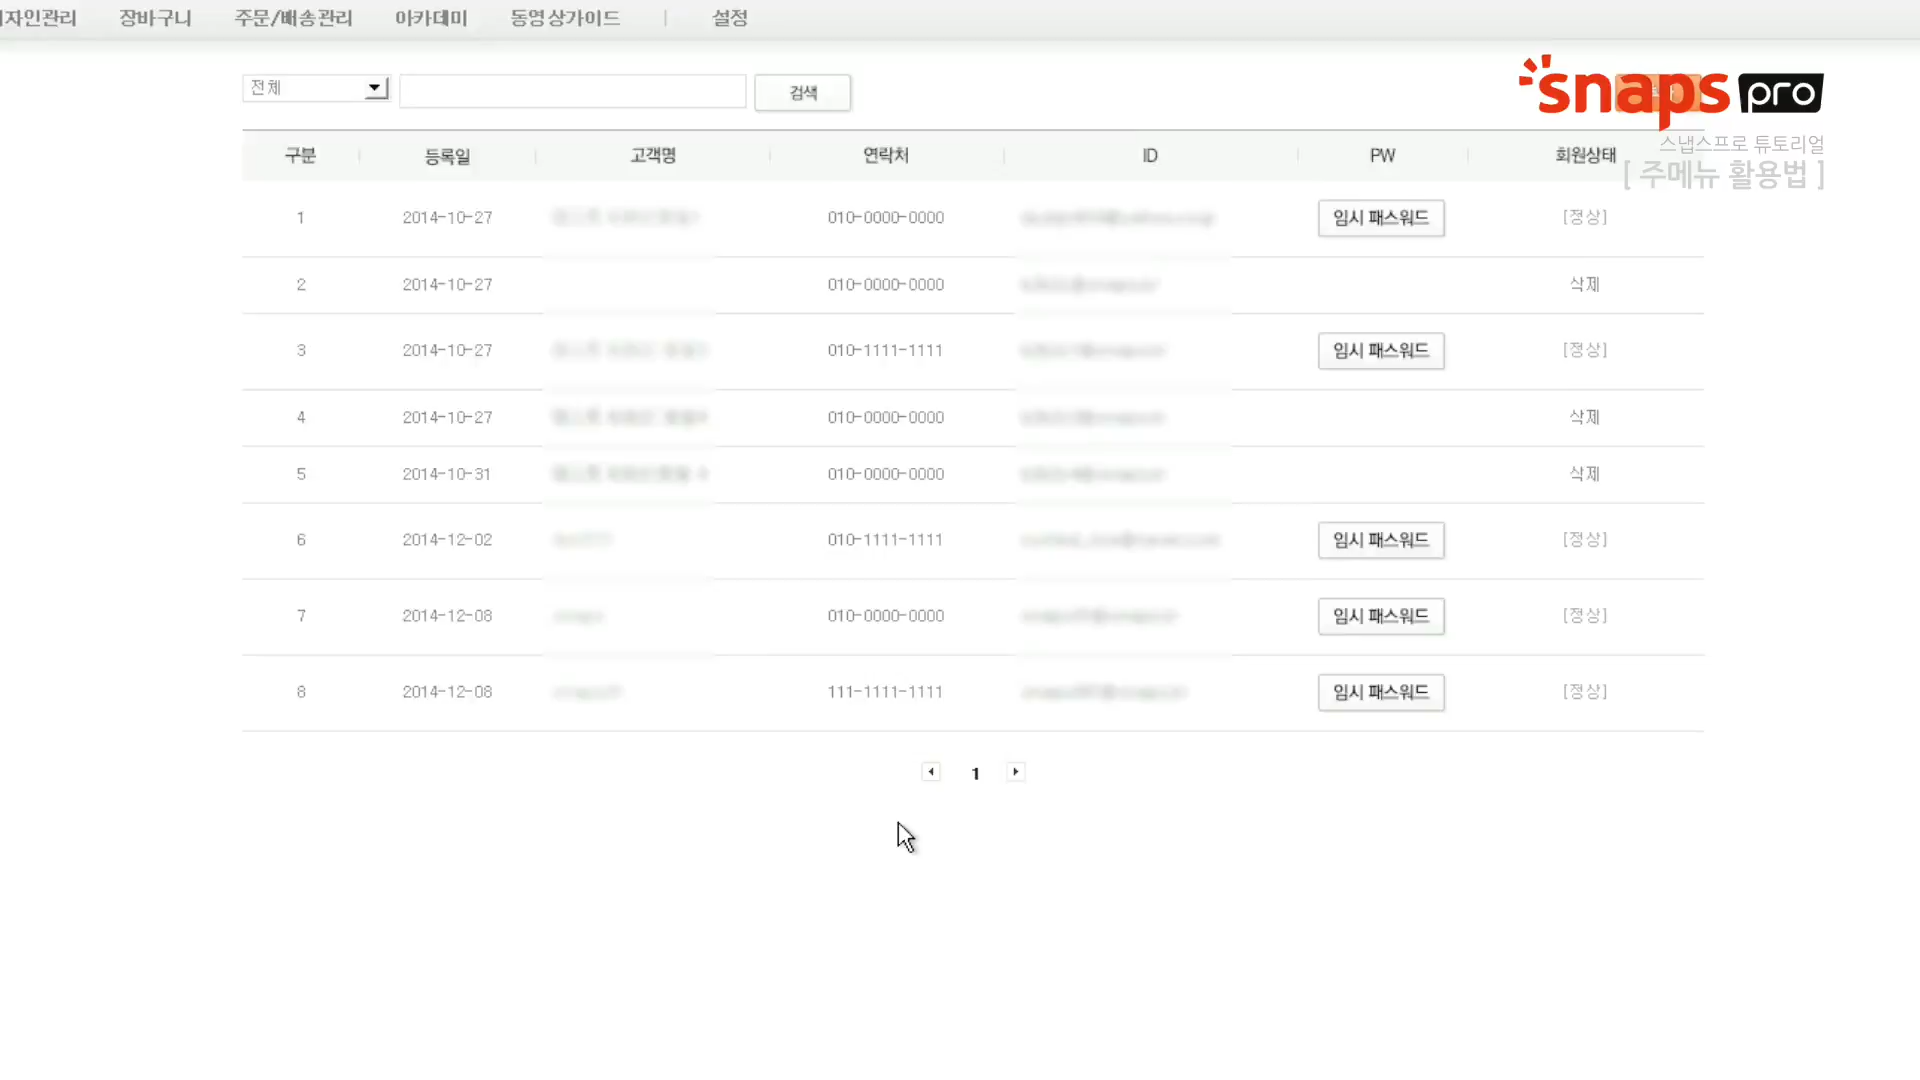 장바구니 주문/배송관리 아카데미 동영상가이드 | 설정
전체 검색
snaps pro
스냅스프로 튜토리얼
[ 주메뉴 활용법 ]
구분 등록일 고객명 연락처 ID PW 회원상태
1 2014-10-27 010-0000-0000 임시 패스워드 [정상]
2 2014-10-27 010-0000-0000 삭제
3 2014-10-27 010-1111-1111 임시 패스워드 [정상]
4 2014-10-27 010-0000-0000 삭제
5 2014-10-31 010-0000-0000 삭제
6 2014-12-02 010-1111-1111 임시 패스워드 [정상]
7 2014-12-08 010-0000-0000 임시 패스워드 [정상]
8 2014-12-08 111-1111-1111 임시 패스워드 [정상]
1